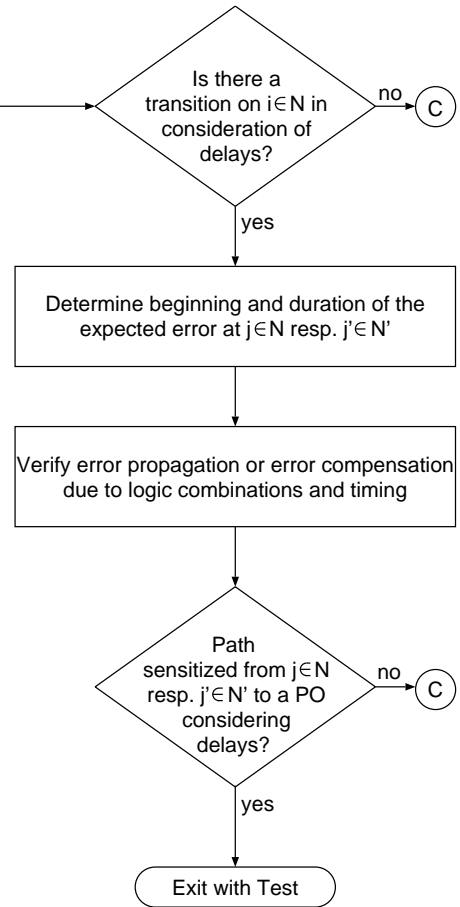 Is there a
transition on i∈N in
consideration of
delays?
no
C
yes
Determine beginning and duration of the
expected error at j∈N resp. j'∈N'
Verify error propagation or error compensation
due to logic combinations and timing
Path
sensitized from j∈N
resp. j'∈N' to a PO
considering
delays?
no
C
yes
Exit with Test